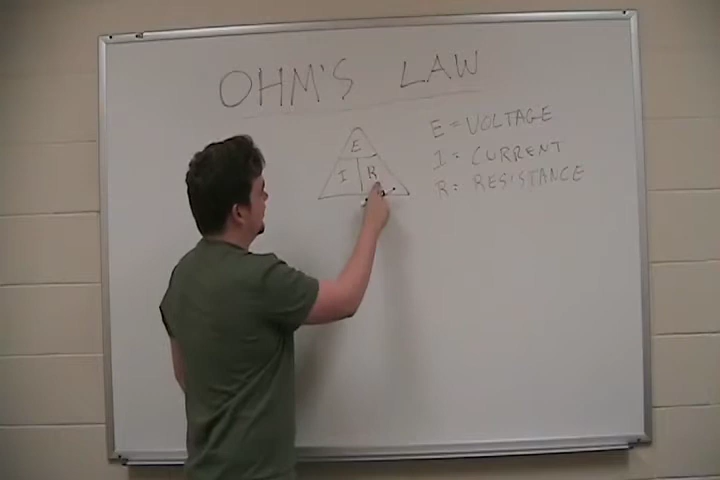 OHM'S LAW
E = VOLTAGE
I = CURRENT
R = RESISTANCE
E
I R